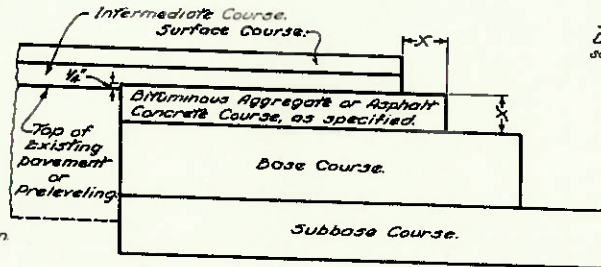 Intermediate Course.
Surface Course.
X
1/4"
Bituminous Aggregate or Asphalt
Concrete Course, as specified.
X
Top of
Existing
pavement
or
Preleveling.
Base Course.
Subbase Course.